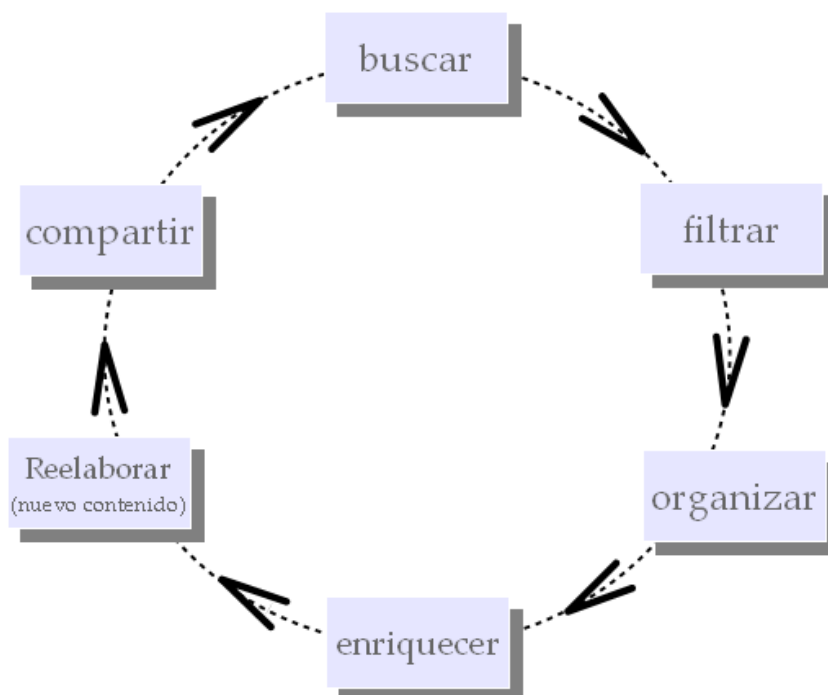 buscar
filtrar
organizar
enriquecer
Reelaborar
(nuevo contenido)
compartir